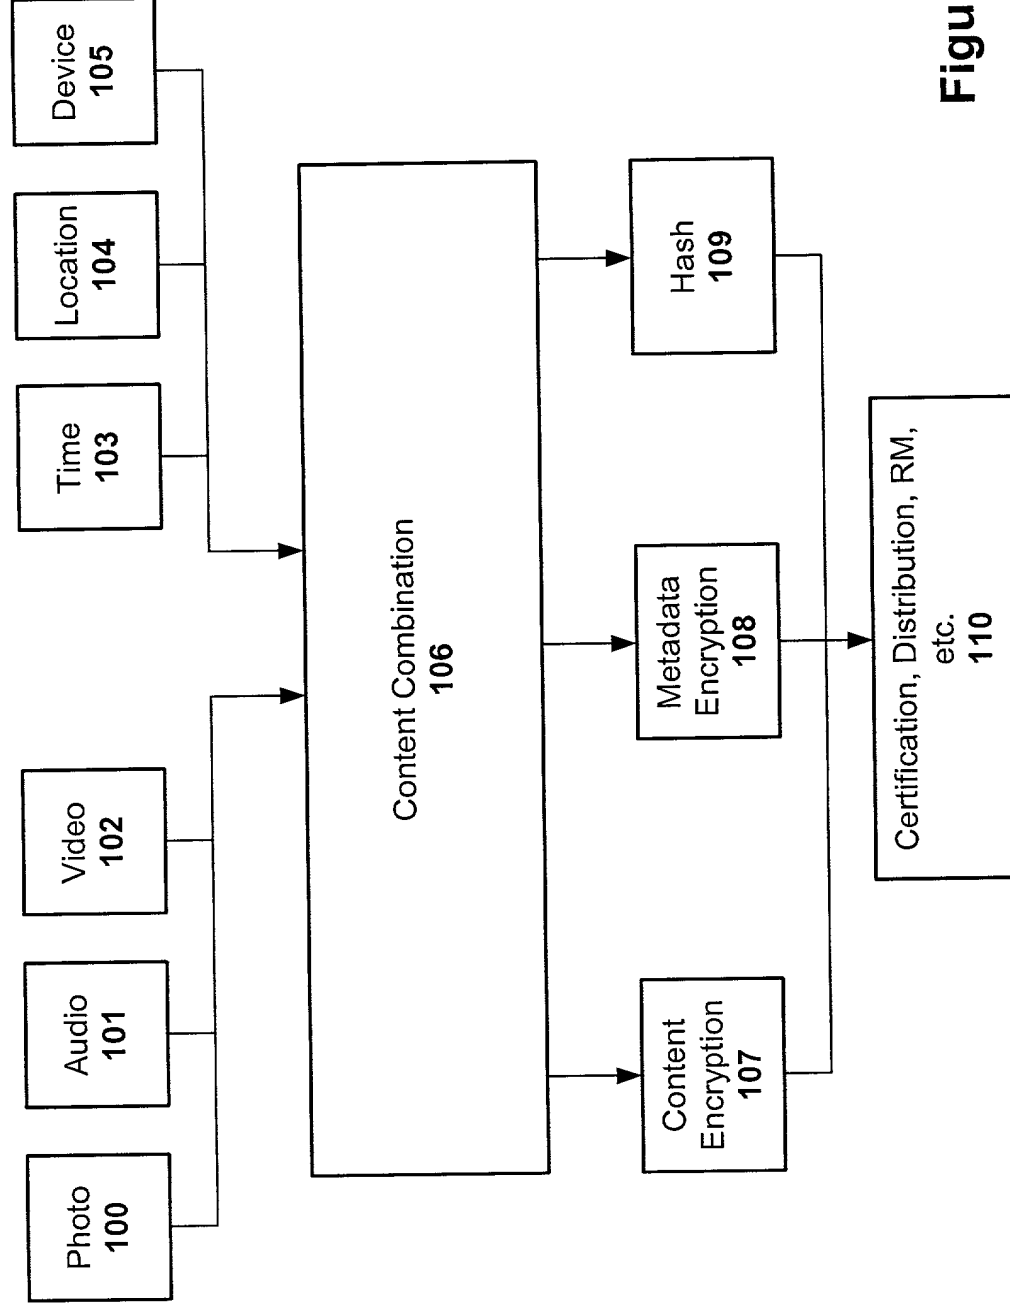 Photo
100
Audio
101
Video
102
Time
103
Location
104
Device
105
Content Combination
106
Content
Encryption
107
Metadata
Encryption
108
Hash
109
Certification, Distribution, RM,
etc.
110
Figu